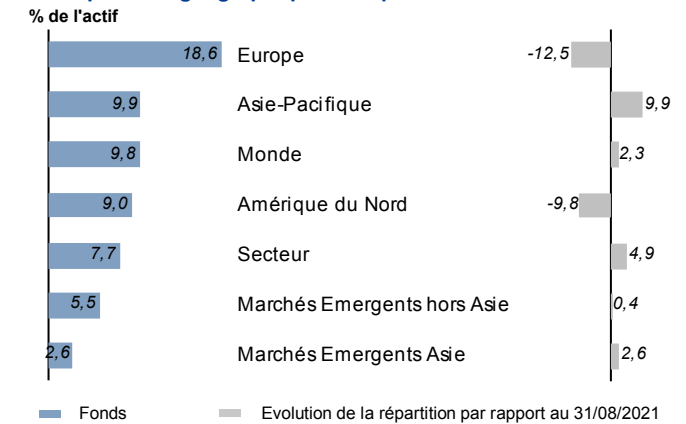 % de l'actif
18,6 Europe -12,5
9,9 Asie-Pacifique 9,9
9,8 Monde 2,3
9,0 Amérique du Nord -9,8
7,7 Secteur 4,9
5,5 Marchés Emergents hors Asie 0,4
2,6 Marchés Emergents Asie 2,6
Fonds Evolution de la répartition par rapport au 31/08/2021